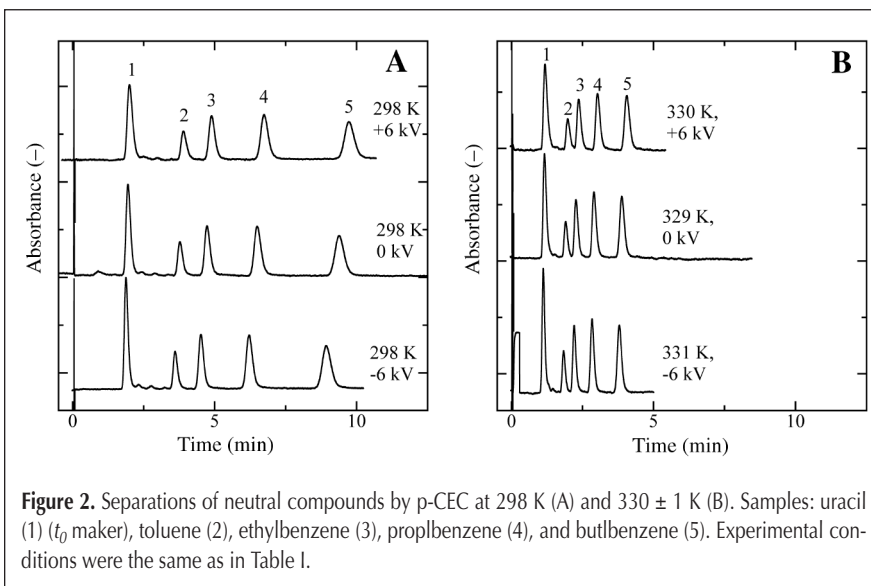 A
1
2
3
4
5
298 K
+6 kV
298 K
0 kV
298 K
-6 kV
Absorbance (–)
0
5
10
Time (min)
B
1
2
3
4
5
330 K,
+6 kV
329 K,
0 kV
331 K,
-6 kV
Absorbance (–)
0
5
10
Time (min)
Figure 2. Separations of neutral compounds by p-CEC at 298 K (A) and 330 ± 1 K (B). Samples: uracil
(1) (t0 maker), toluene (2), ethylbenzene (3), proplbenzene (4), and butlbenzene (5). Experimental con-
ditions were the same as in Table I.